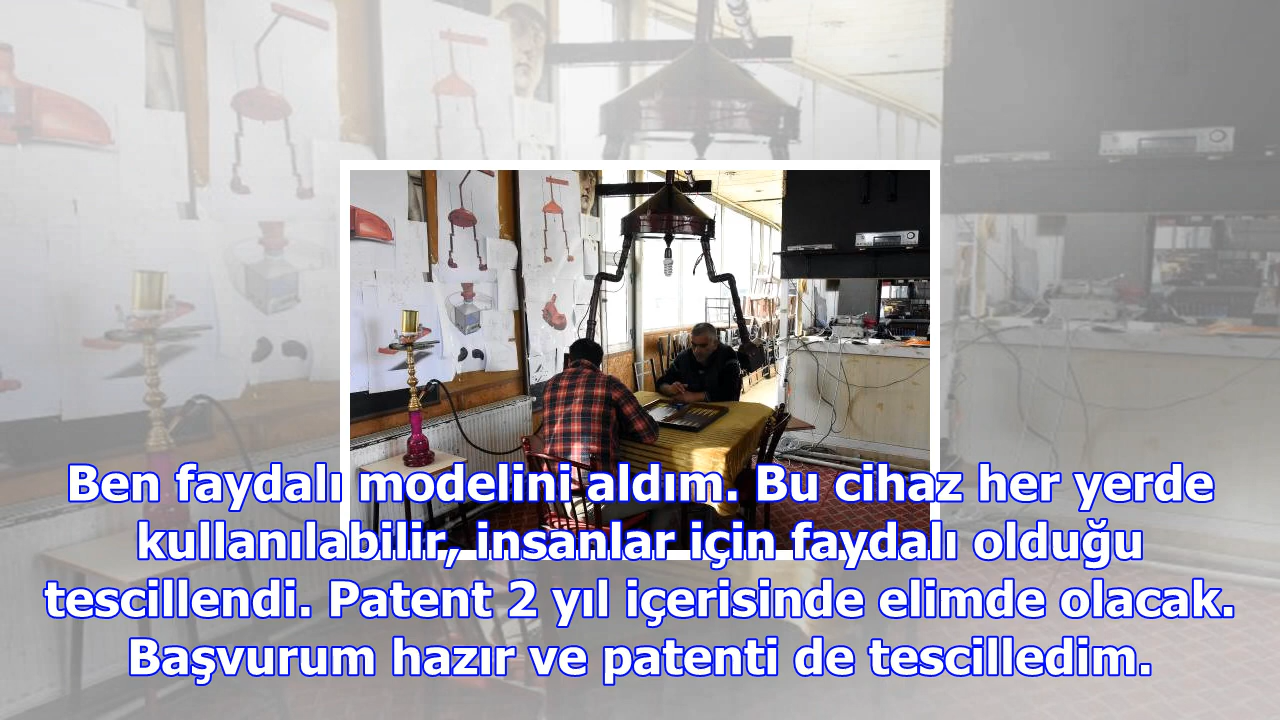 Ben faydalı modelini aldım. Bu cihaz her yerde
kullanılabilir, insanlar için faydalı olduğu
tescillendi. Patent 2 yıl içerisinde elimde olacak.
Başvurum hazır ve patenti de tescilledim.